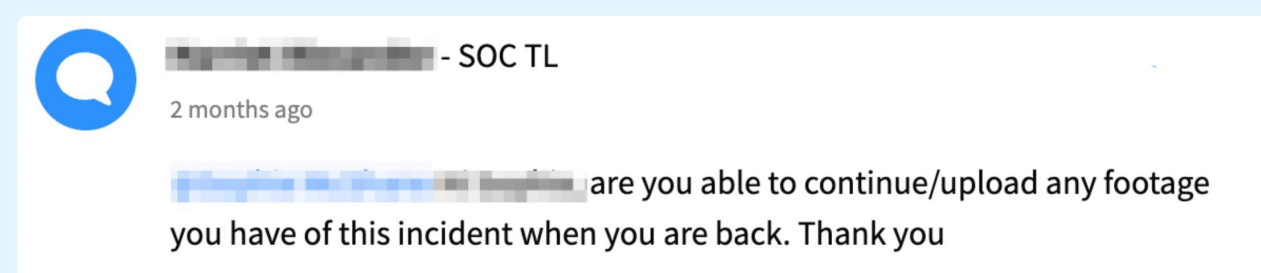 - SOC TL
2 months ago
are you able to continue/upload any footage
you have of this incident when you are back. Thank you